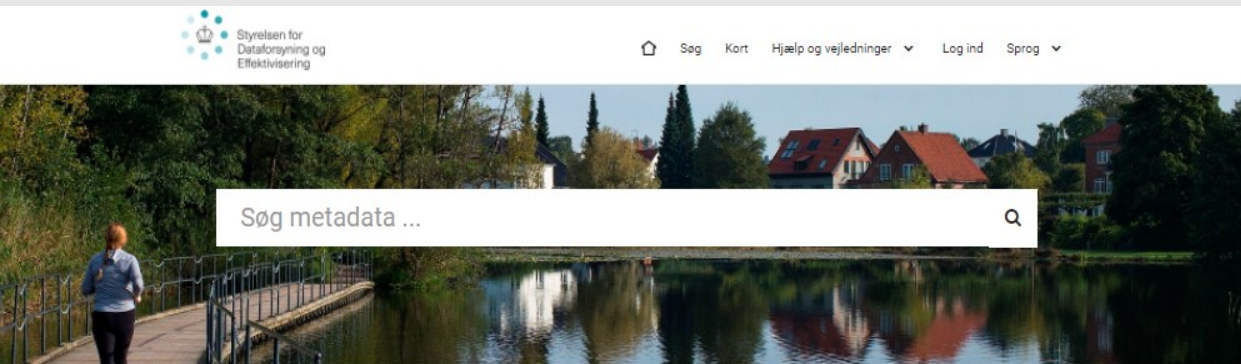 Styrelsen for
Dataforsyning og
Effektivisering
Søg Kort Hjælp og vejledninger Log ind Sprog
Søg metadata ...